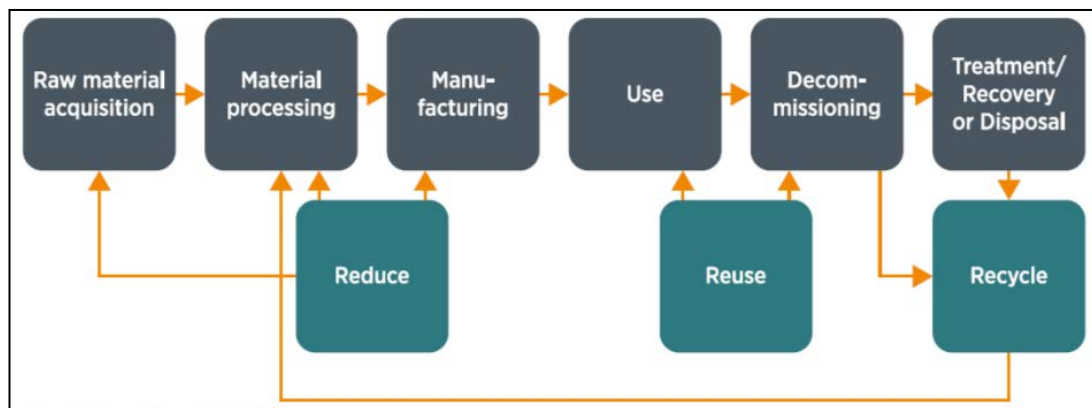 Raw material
acquisition
Material
processing
Manu-
facturing
Use
Decom-
missioning
Treatment/
Recovery
or Disposal
Reduce
Reuse
Recycle